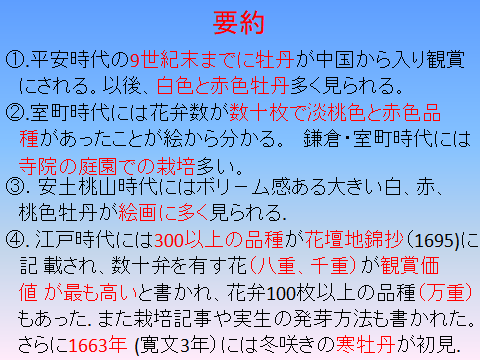 要約
①.平安時代の9世紀末までに牡丹が中国から入り観賞
にされる。以後、白色と赤色牡丹多く見られる。
②.室町時代には花弁数が数十枚で淡桃色と赤色品
種があったことが絵から分かる。 鎌倉・室町時代には
寺院の庭園での栽培多い。
③. 安土桃山時代にはボリーム感ある大きい白、赤、
桃色牡丹が絵画に多く見られる.
④. 江戸時代には300以上の品種が花壇地錦抄(1695)に
記 載され、数十弁を有す花(八重、千重) が観賞価
値 が最も高いと書かれ、花弁100枚以上の品種(万重)
もあった. また栽培記事や実生の発芽方法も書かれた。
さらに1663年 (寛文3年) には冬咲きの寒牡丹が初見.